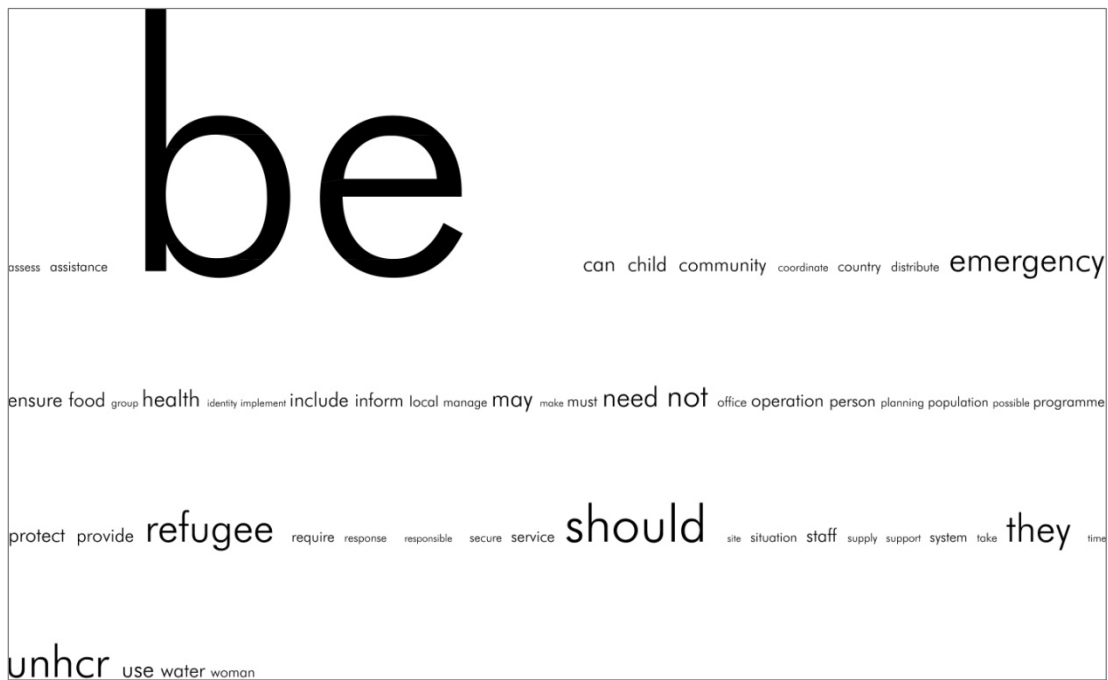 assess assistance be can child community coordinate country distribute emergency
ensure food group health identity implement include inform local manage may make must need not office operation person planning population possible programme
protect provide refugee require response responsible secure service should site situation staff supply support system take they time
unhcr use water woman